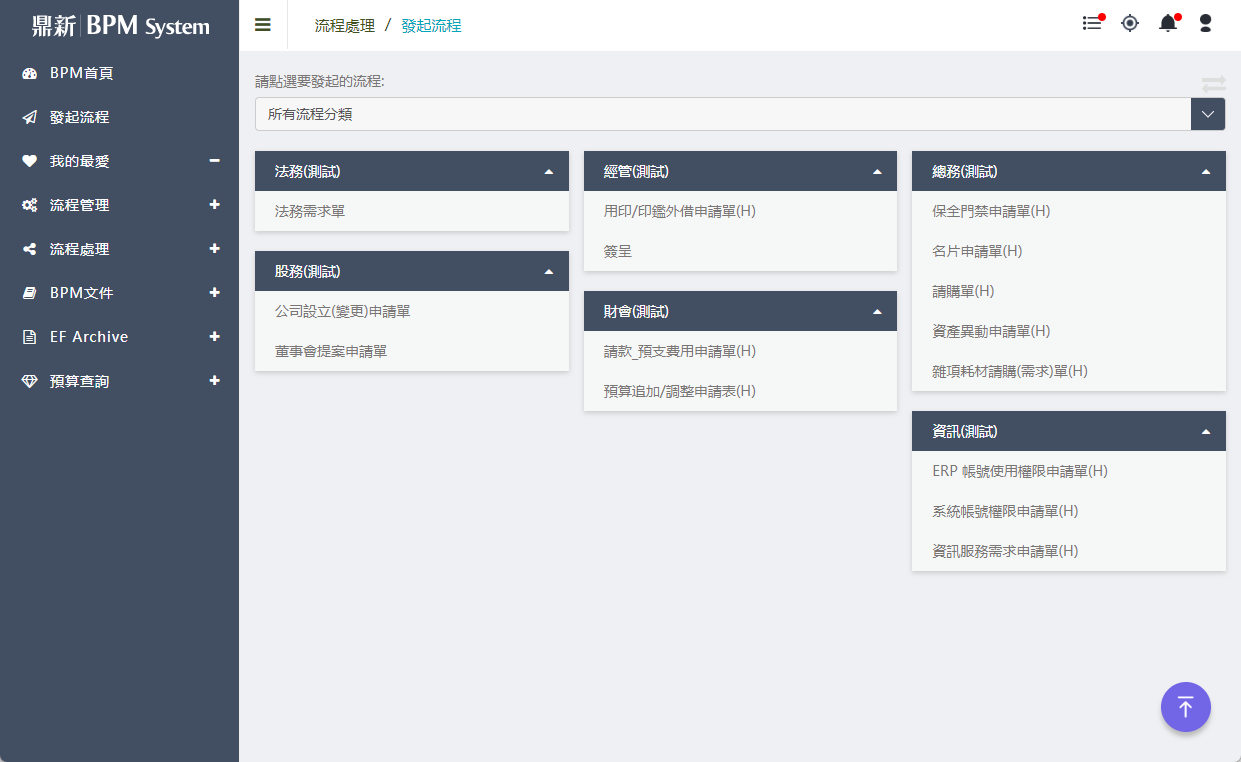 鼎新 BPM System
流程處理 / 發起流程
BPM首頁
發起流程
我的最愛
流程管理
流程處理
BPM文件
EF Archive
預算查詢
請點選要發起的流程:
所有流程分類
法務(測試)
法務需求單
股務(測試)
公司設立(變更)申請單
董事會提案申請單
經管(測試)
用印/印鑑外借申請單(H)
簽呈
財會(測試)
請款_預支費用申請單(H)
預算追加/調整申請表(H)
總務(測試)
保全門禁申請單(H)
名片申請單(H)
請購單(H)
資產異動申請單(H)
雜項耗材請購(需求)單(H)
資訊(測試)
ERP 帳號使用權限申請單(H)
系統帳號權限申請單(H)
資訊服務需求申請單(H)